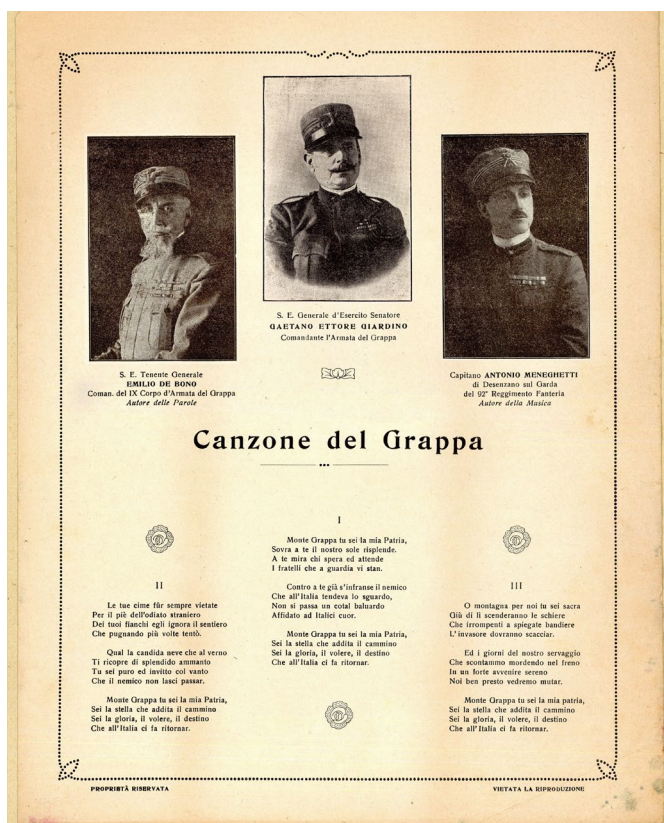 S. E. Generale d'Esercito Senatore
GAETANO ETTORE GIARDINO
Comandante l'Armata del Grappa
S. E. Tenente Generale
EMILIO DE BONO
Coman. del IX Corpo d'Armata del Grappa
Autore delle Parole
Capitano ANTONIO MENEGHETTI
di Desenzano sul Garda
del 92º Reggimento Fanteria
Autore della Musica
Canzone del Grappa
I
Monte Grappa tu sei la mia Patria,
Sovra a te il nostro sole risplende.
A te mira chi spera ed attende
I fratelli che a guardia vi stan.
Contro a te già s'infranse il nemico
Che all'Italia tendeva lo sguardo,
Non si passa un cotal baluardo
Affidato ad Italici cuor.
Monte Grappa tu sei la mia Patria,
Sei la stella che addita il cammino
Sei la gloria, il volere, il destino
Che all'Italia ci fa ritornar.
II
Le tue cime fûr sempre vietate
Per il piè dell'odiato straniero
Dei tuoi fianchi egli ignora il sentiero
Che pugnando più volte tentò.
Qual la candida neve che al verno
Ti ricopre di splendido ammanto
Tu sei puro ed invitto col vanto
Che il nemico non lasci passar.
Monte Grappa tu sei la mia Patria,
Sei la stella che addita il cammino
Sei la gloria, il volere, il destino
Che all'Italia ci fa ritornar.
III
O montagna per noi tu sei sacra
Giù di lì scenderanno le schiere
Che irrompenti a spiegate bandiere
L'invasore dovranno scacciar.
Ed i giorni del nostro servaggio
Che scontammo mordendo nel freno
In un forte avvenire sereno
Noi ben presto vedremo mutar.
Monte Grappa tu sei la mia patria,
Sei la stella che addita il cammino
Sei la gloria, il volere, il destino
Che all'Italia ci fa ritornar.
PROPRIETÀ RISERVATA
VIETATA LA RIPRODUZIONE